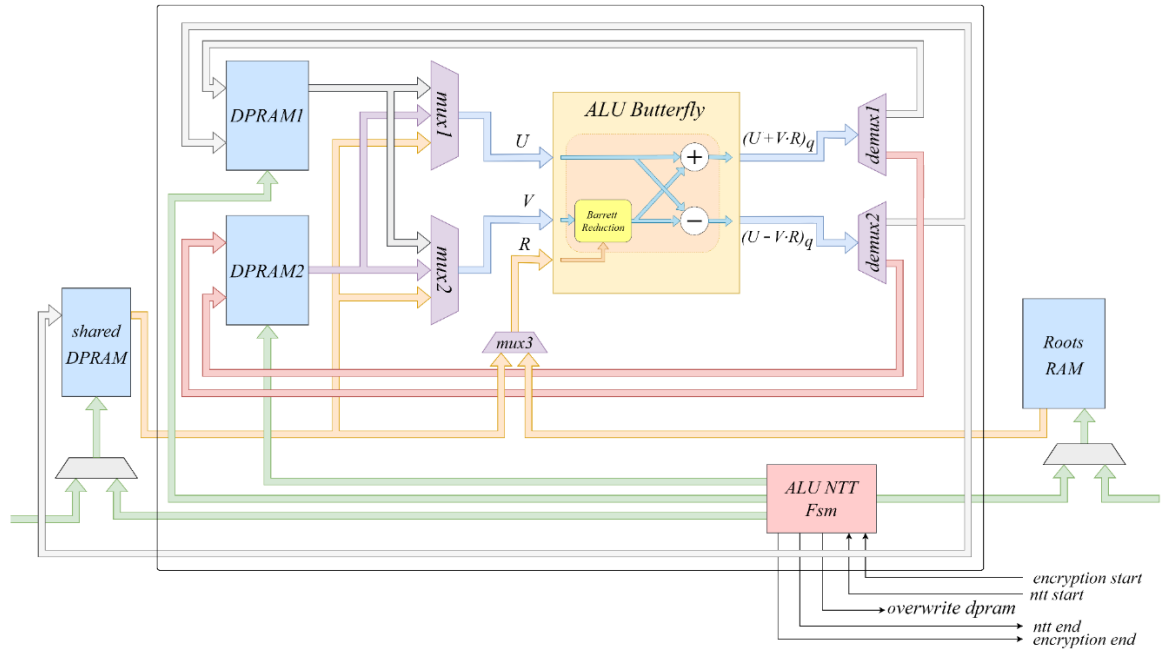 DPRAM1
mux1
ALU Butterfly
U
(U+V·R)q
demux1
+
V
Barrett
Reduction
−
(U−V·R)q
demux2
R
DPRAM2
mux2
mux3
shared
DPRAM
Roots
RAM
ALU NTT
Fsm
encryption start
ntt start
overwrite dpram
ntt end
encryption end